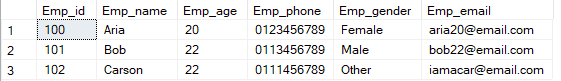 Emp_id Emp_name Emp_age Emp_phone Emp_gender Emp_email
1 100 Aria 20 0123456789 Female aria20@email.com
2 101 Bob 22 0113456789 Male bob22@email.com
3 102 Carson 22 0111456789 Other iamacar@email.com